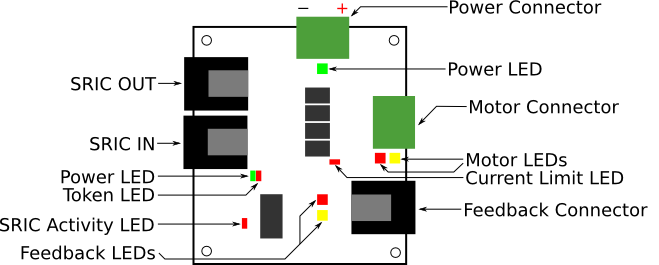 − +
Power Connector
SRIC OUT
Power LED
Motor Connector
SRIC IN
Motor LEDs
Power LED
Current Limit LED
Token LED
Feedback Connector
SRIC Activity LED
Feedback LEDs